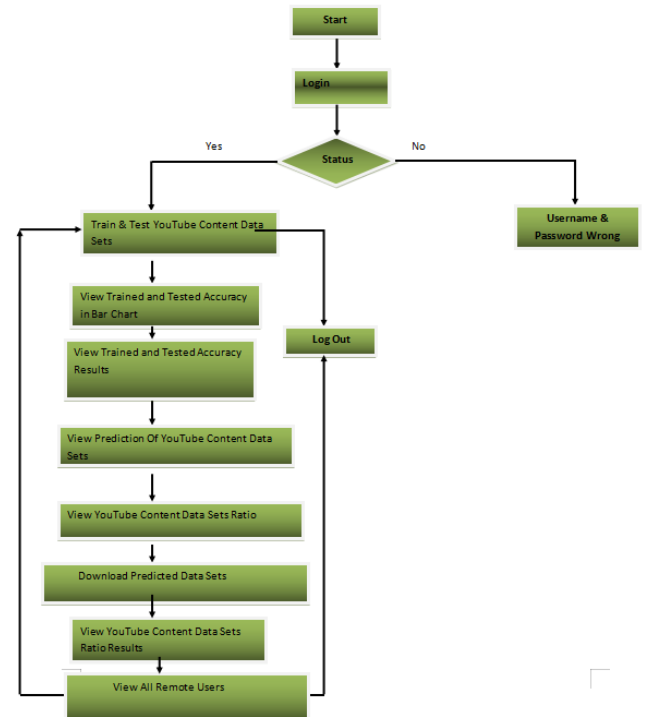 Start
Login
Status
Yes
No
Train & Test YouTube Content Data
Sets
Username &
Password Wrong
View Trained and Tested Accuracy
in Bar Chart
Log Out
View Trained and Tested Accuracy
Results
View Prediction Of YouTube Content Data
Sets
View YouTube Content Data Sets Ratio
Download Predicted Data Sets
View YouTube Content Data Sets
Ratio Results
View All Remote Users